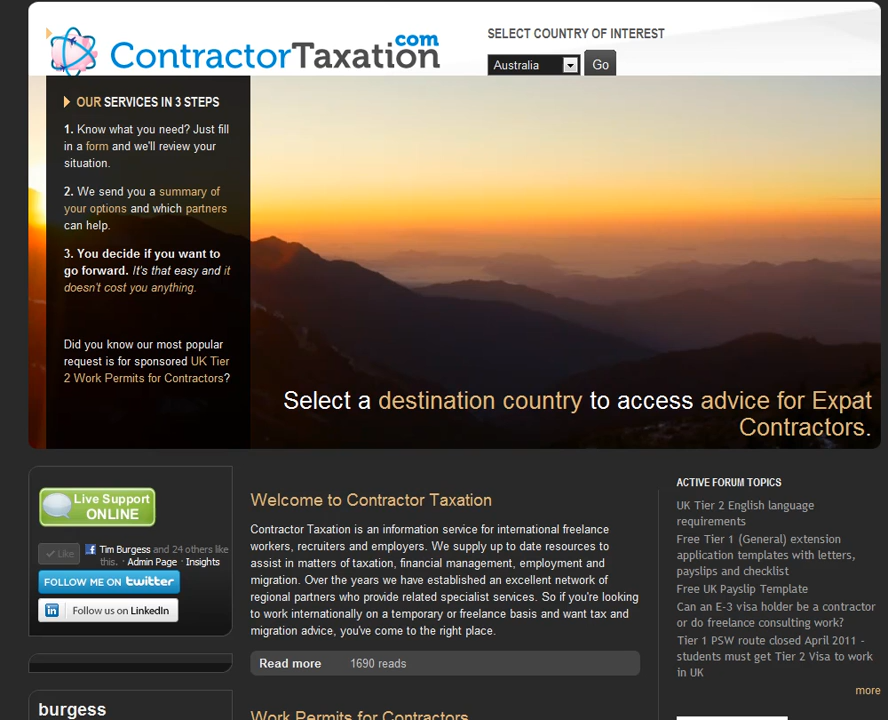 ContractorTaxation
com
SELECT COUNTRY OF INTEREST
Australia
Go
OUR SERVICES IN 3 STEPS
1. Know what you need? Just fill
in a form and we'll review your
situation.
2. We send you a summary of
your options and which partners
can help.
3. You decide if you want to
go forward. It's that easy and it
doesn't cost you anything.
Did you know our most popular
request is for sponsored UK Tier
2 Work Permits for Contractors?
Select a destination country to access advice for Expat
Contractors.
Live Support
ONLINE
Like
Tim Burgess and 24 others like
this. · Admin Page · Insights
FOLLOW ME ON twitter
in Follow us on LinkedIn
burgess
Welcome to Contractor Taxation
Contractor Taxation is an information service for international freelance
workers, recruiters and employers. We supply up to date resources to
assist in matters of taxation, financial management, employment and
migration. Over the years we have established an excellent network of
regional partners who provide related specialist services. So if you're looking
to work internationally on a temporary or freelance basis and want tax and
migration advice, you've come to the right place.
Read more 1690 reads
Work Permits for Contractors
ACTIVE FORUM TOPICS
UK Tier 2 English language
requirements
Free Tier 1 (General) extension
application templates with letters,
payslips and checklist
Free UK Payslip Template
Can an E-3 visa holder be a contractor
or do freelance consulting work?
Tier 1 PSW route closed April 2011 -
students must get Tier 2 Visa to work
in UK
more